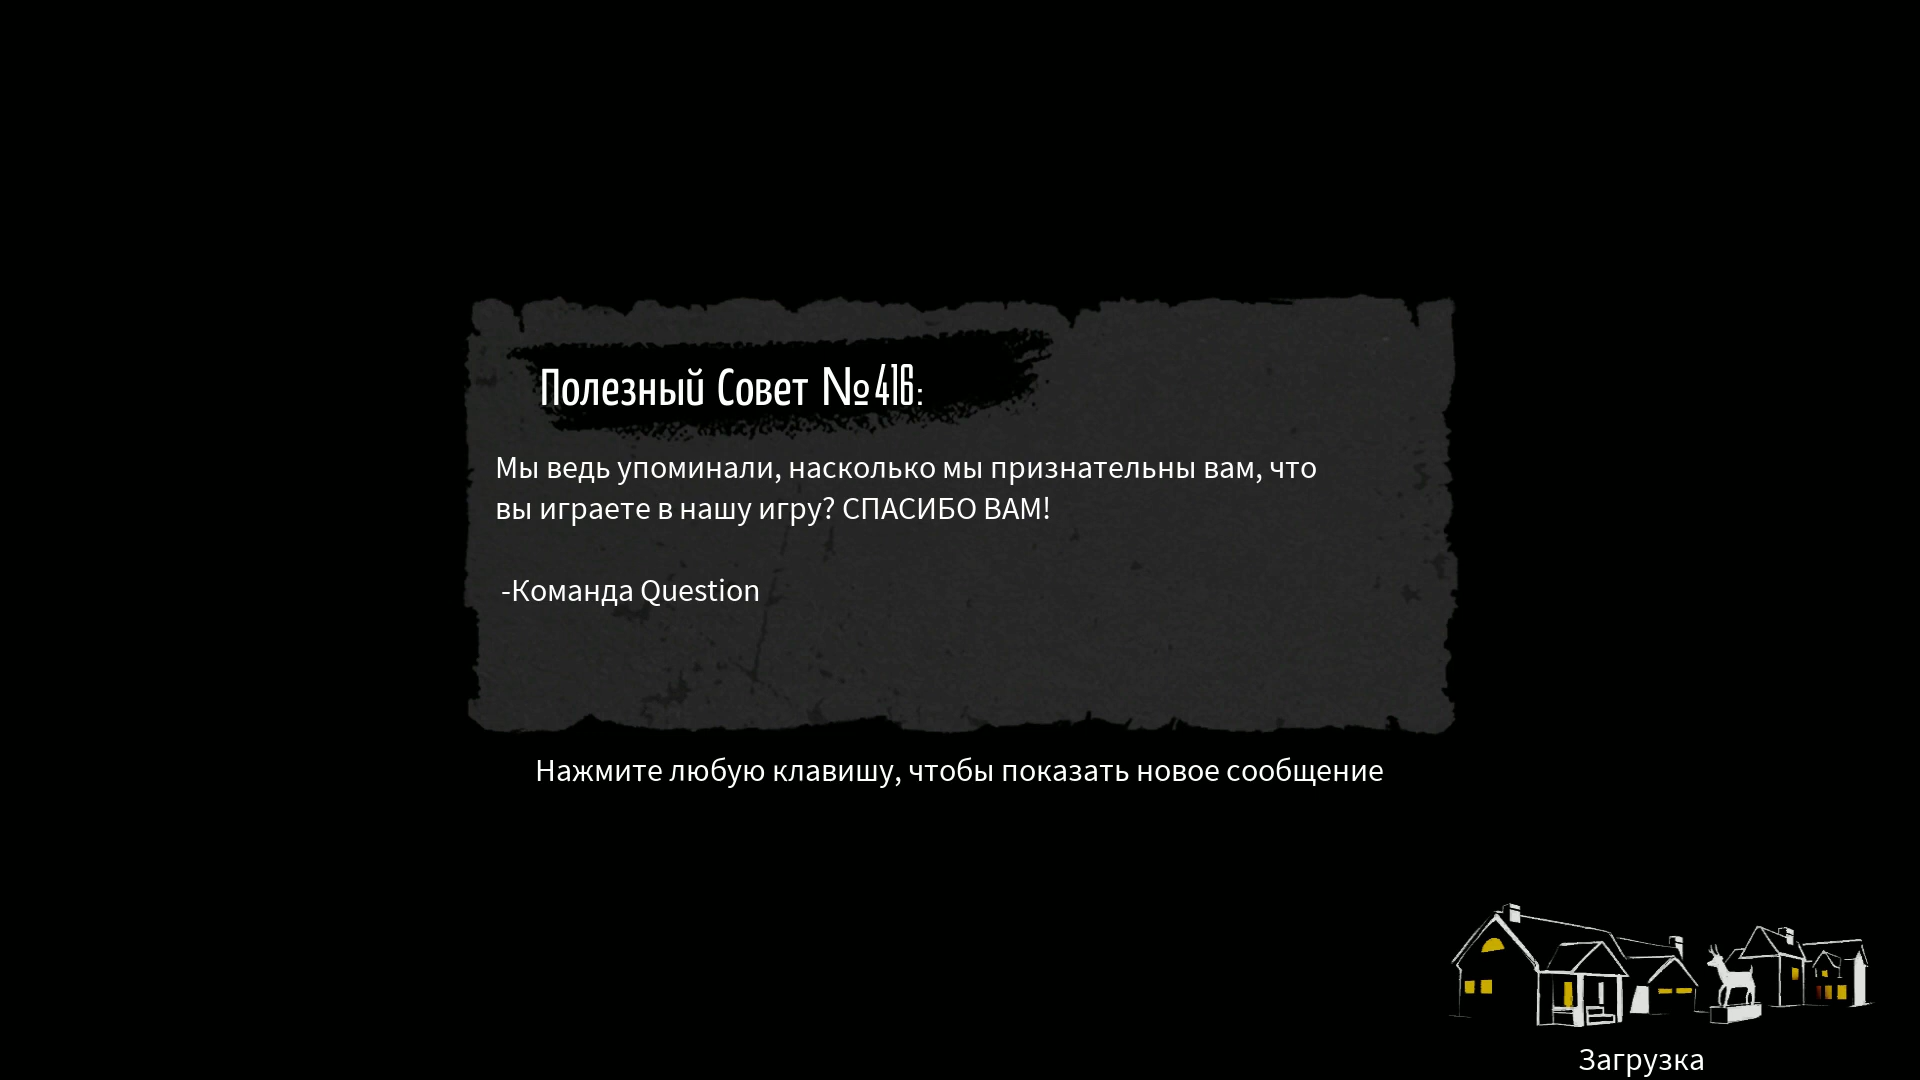 Полезный Совет №416:
Мы ведь упоминали, насколько мы признательны вам, что
вы играете в нашу игру? СПАСИБО ВАМ!
-Команда Question
Нажмите любую клавишу, чтобы показать новое сообщение
Загрузка